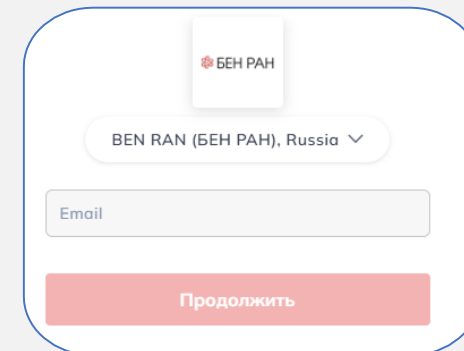 БЕН РАН
BEN RAN (БЕН РАН), Russia
Email
Продолжить